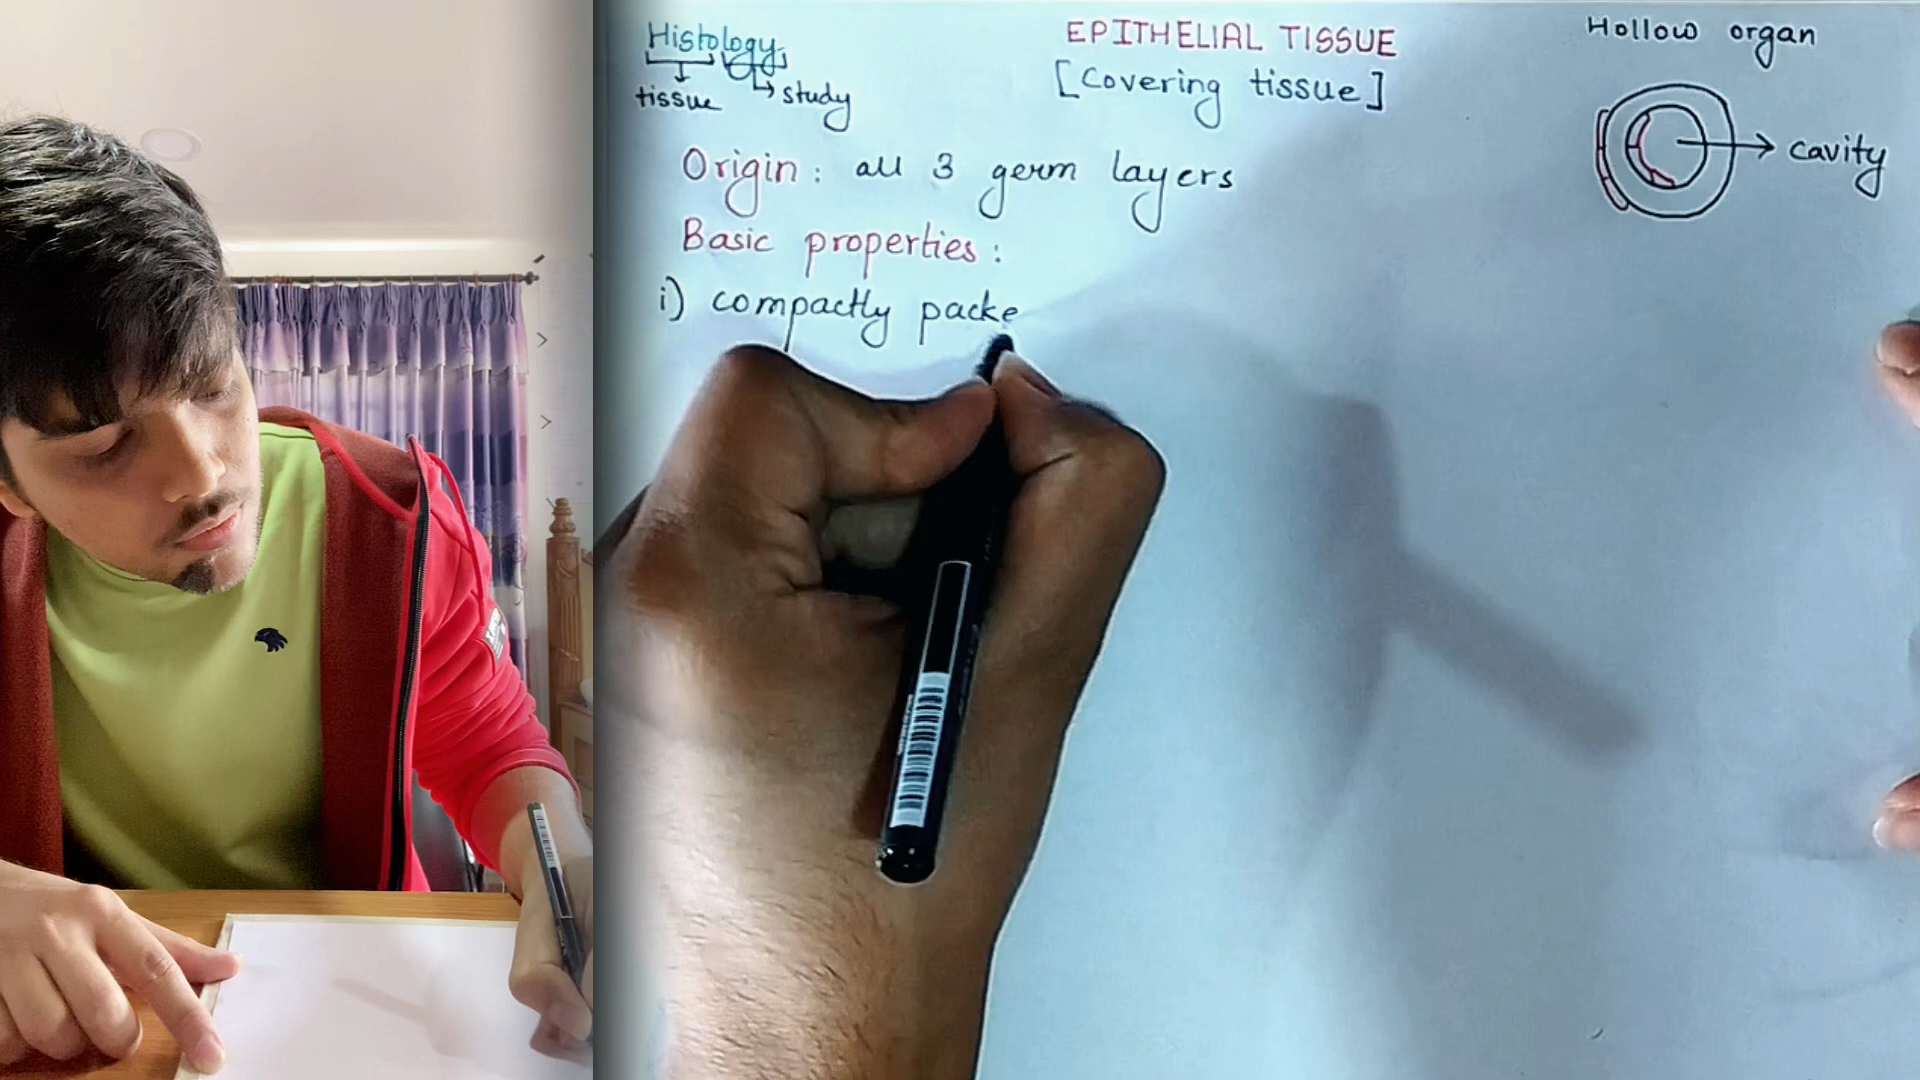 Histology
tissue study
EPITHELIAL TISSUE
[Covering tissue]
Hollow organ
cavity
Origin: all 3 germ layers
Basic properties:
i) compactly packe